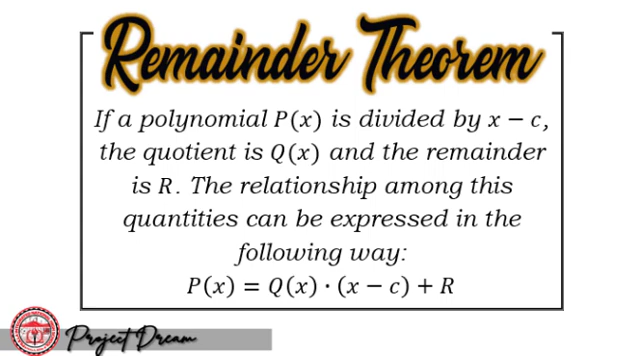 Remainder Theorem
If a polynomial P(x) is divided by x − c,
the quotient is Q(x) and the remainder
is R. The relationship among this
quantities can be expressed in the
following way:
P(x) = Q(x) · (x − c) + R
Project Dream